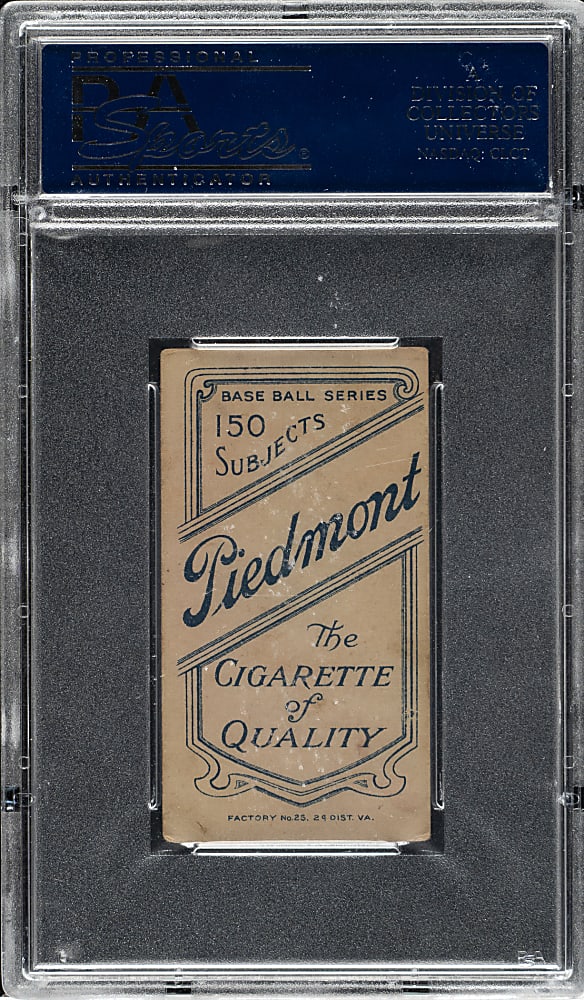 PROFESSIONAL
PSA
Sports
AUTHENTICATOR
A
DIVISION OF
COLLECTORS
UNIVERSE
NASDAQ: CLCT
BASE BALL SERIES
150
SUBJECTS
Piedmont
The
CIGARETTE
of
QUALITY
FACTORY No. 25. 2d DIST. VA.
PSA